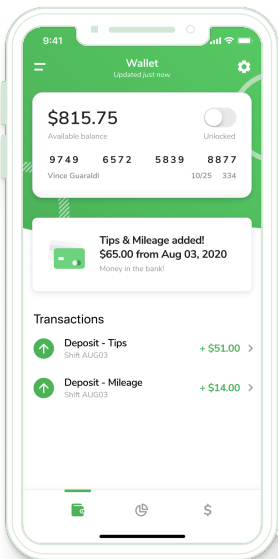 9:41
Wallet
Updated just now
$815.75
Available balance
Unlocked
9749 6572 5839 8877
Vince Guaraldi 10/25 334
Tips & Mileage added!
$65.00 from Aug 03, 2020
Money in the bank!
Transactions
Deposit - Tips
Shift AUG03
+ $51.00
Deposit - Mileage
Shift AUG03
+ $14.00
$